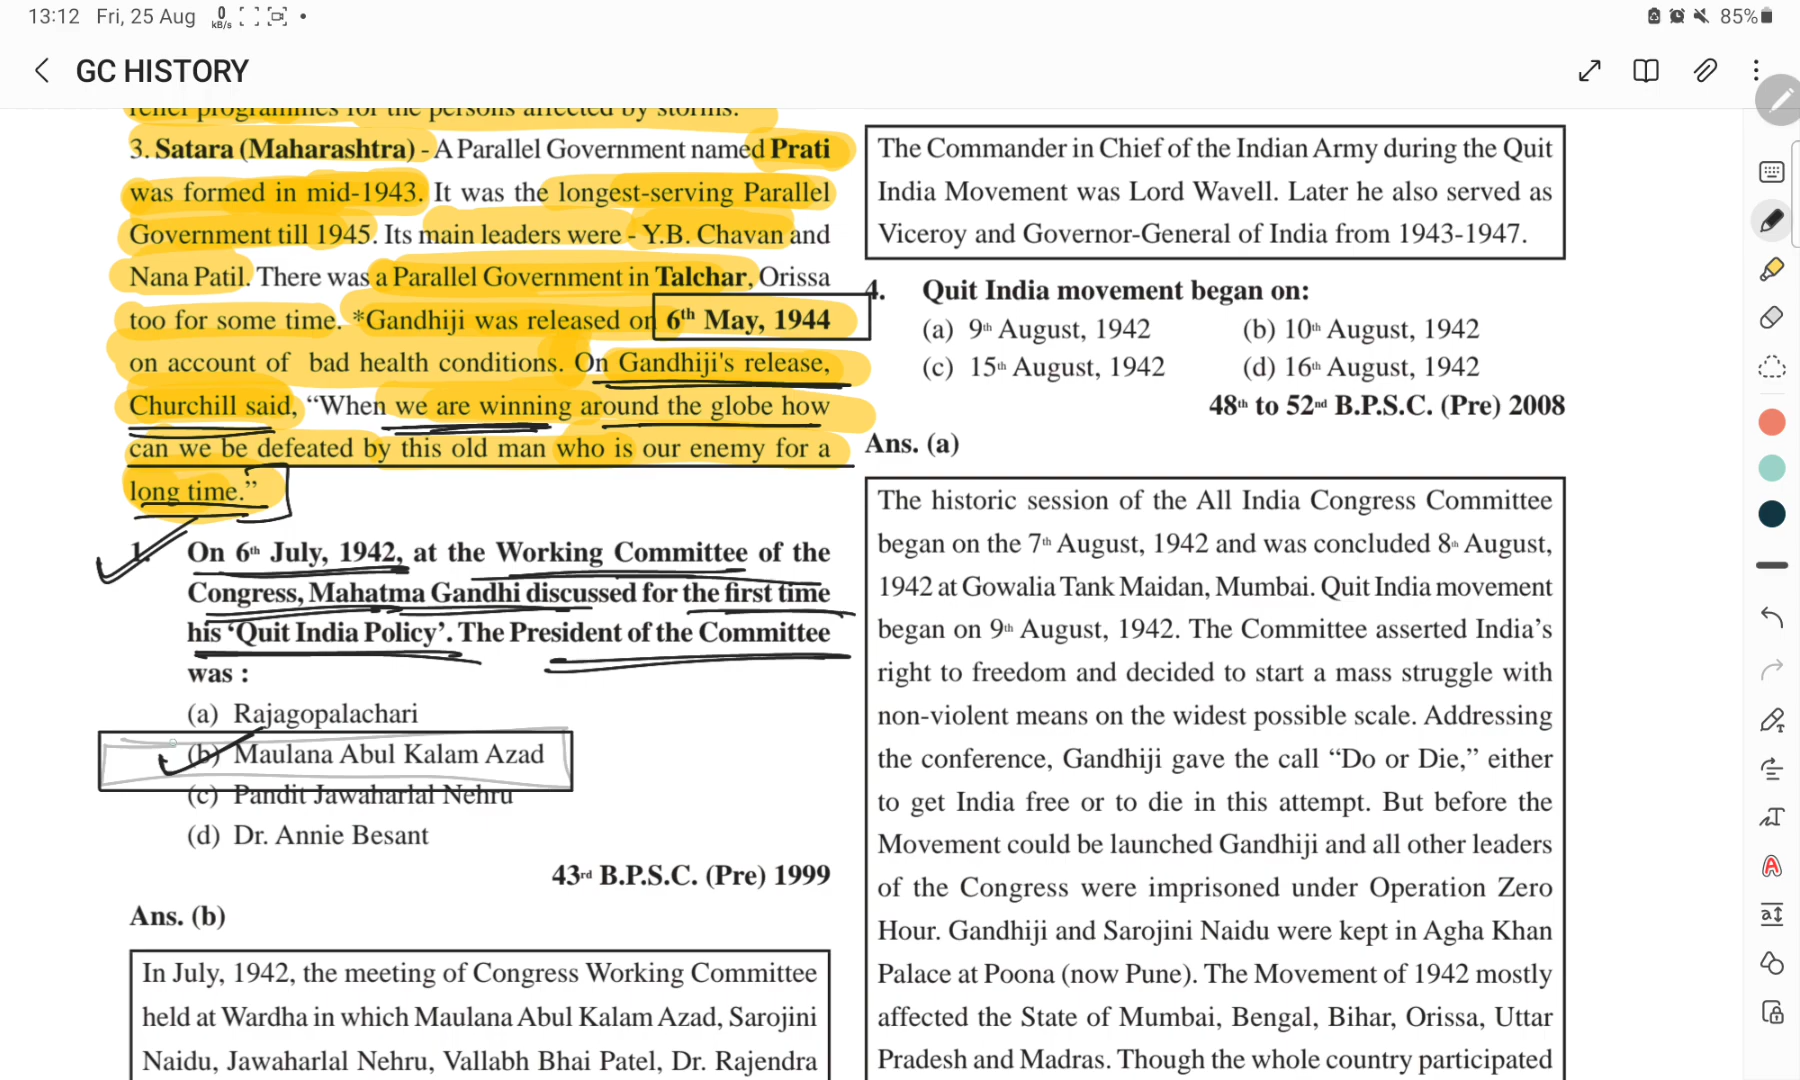 13:12 Fri, 25 Aug 0 kB/s 85%
GC HISTORY
relief programmes for the persons affected by storms.
3. Satara (Maharashtra) - A Parallel Government named Prati
was formed in mid-1943. It was the longest-serving Parallel
Government till 1945. Its main leaders were - Y.B. Chavan and
Nana Patil. There was a Parallel Government in Talchar, Orissa
too for some time. *Gandhiji was released on 6th May, 1944
on account of bad health conditions. On Gandhiji's release,
Churchill said, “When we are winning around the globe how
can we be defeated by this old man who is our enemy for a
long time.”
1. On 6th July, 1942, at the Working Committee of the
Congress, Mahatma Gandhi discussed for the first time
his ‘Quit India Policy’. The President of the Committee
was :
(a) Rajagopalachari
(b) Maulana Abul Kalam Azad
(c) Pandit Jawaharlal Nehru
(d) Dr. Annie Besant
43rd B.P.S.C. (Pre) 1999
Ans. (b)
In July, 1942, the meeting of Congress Working Committee
held at Wardha in which Maulana Abul Kalam Azad, Sarojini
Naidu, Jawaharlal Nehru, Vallabh Bhai Patel, Dr. Rajendra
The Commander in Chief of the Indian Army during the Quit
India Movement was Lord Wavell. Later he also served as
Viceroy and Governor-General of India from 1943-1947.
4. Quit India movement began on:
(a) 9th August, 1942 (b) 10th August, 1942
(c) 15th August, 1942 (d) 16th August, 1942
48th to 52nd B.P.S.C. (Pre) 2008
Ans. (a)
The historic session of the All India Congress Committee
began on the 7th August, 1942 and was concluded 8th August,
1942 at Gowalia Tank Maidan, Mumbai. Quit India movement
began on 9th August, 1942. The Committee asserted India’s
right to freedom and decided to start a mass struggle with
non-violent means on the widest possible scale. Addressing
the conference, Gandhiji gave the call “Do or Die,” either
to get India free or to die in this attempt. But before the
Movement could be launched Gandhiji and all other leaders
of the Congress were imprisoned under Operation Zero
Hour. Gandhiji and Sarojini Naidu were kept in Agha Khan
Palace at Poona (now Pune). The Movement of 1942 mostly
affected the State of Mumbai, Bengal, Bihar, Orissa, Uttar
Pradesh and Madras. Though the whole country participated